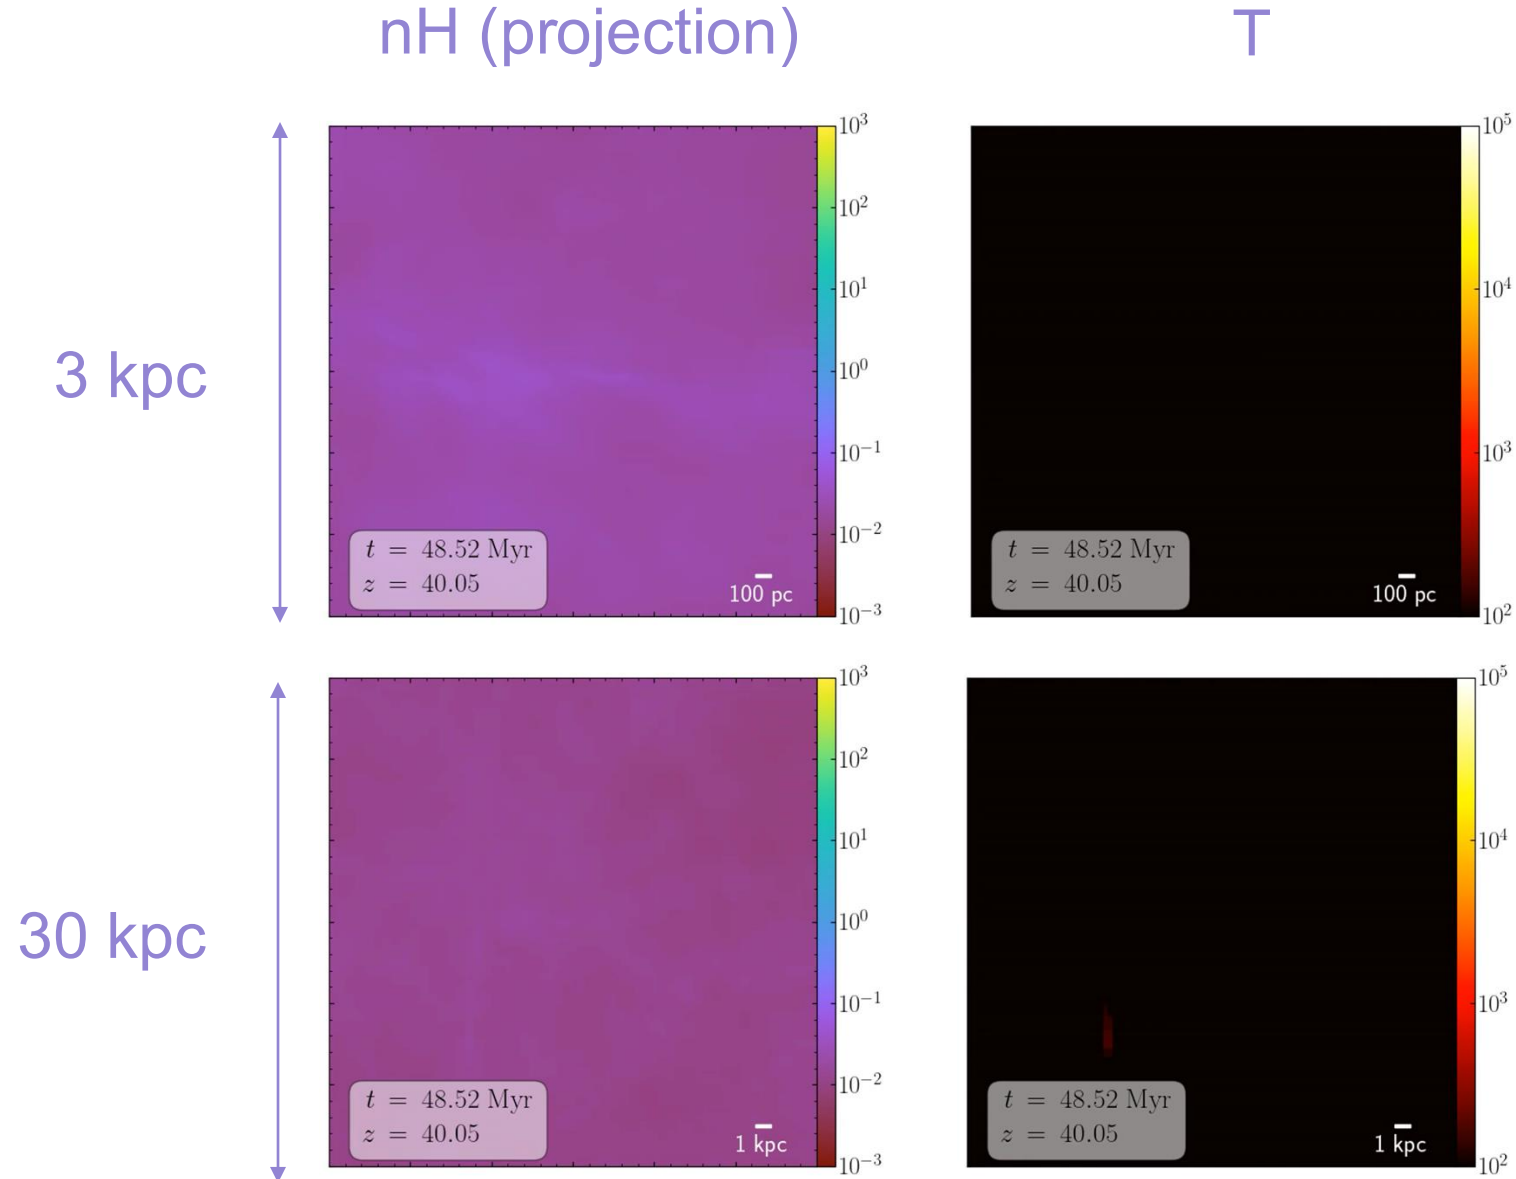 nH (projection)
T
3 kpc
10³
10²
10¹
10⁰
10⁻¹
10⁻²
10⁻³
t = 48.52 Myr
z = 40.05
100 pc
10⁵
10⁴
10³
10²
t = 48.52 Myr
z = 40.05
100 pc
30 kpc
10³
10²
10¹
10⁰
10⁻¹
10⁻²
10⁻³
t = 48.52 Myr
z = 40.05
1 kpc
10⁵
10⁴
10³
10²
t = 48.52 Myr
z = 40.05
1 kpc